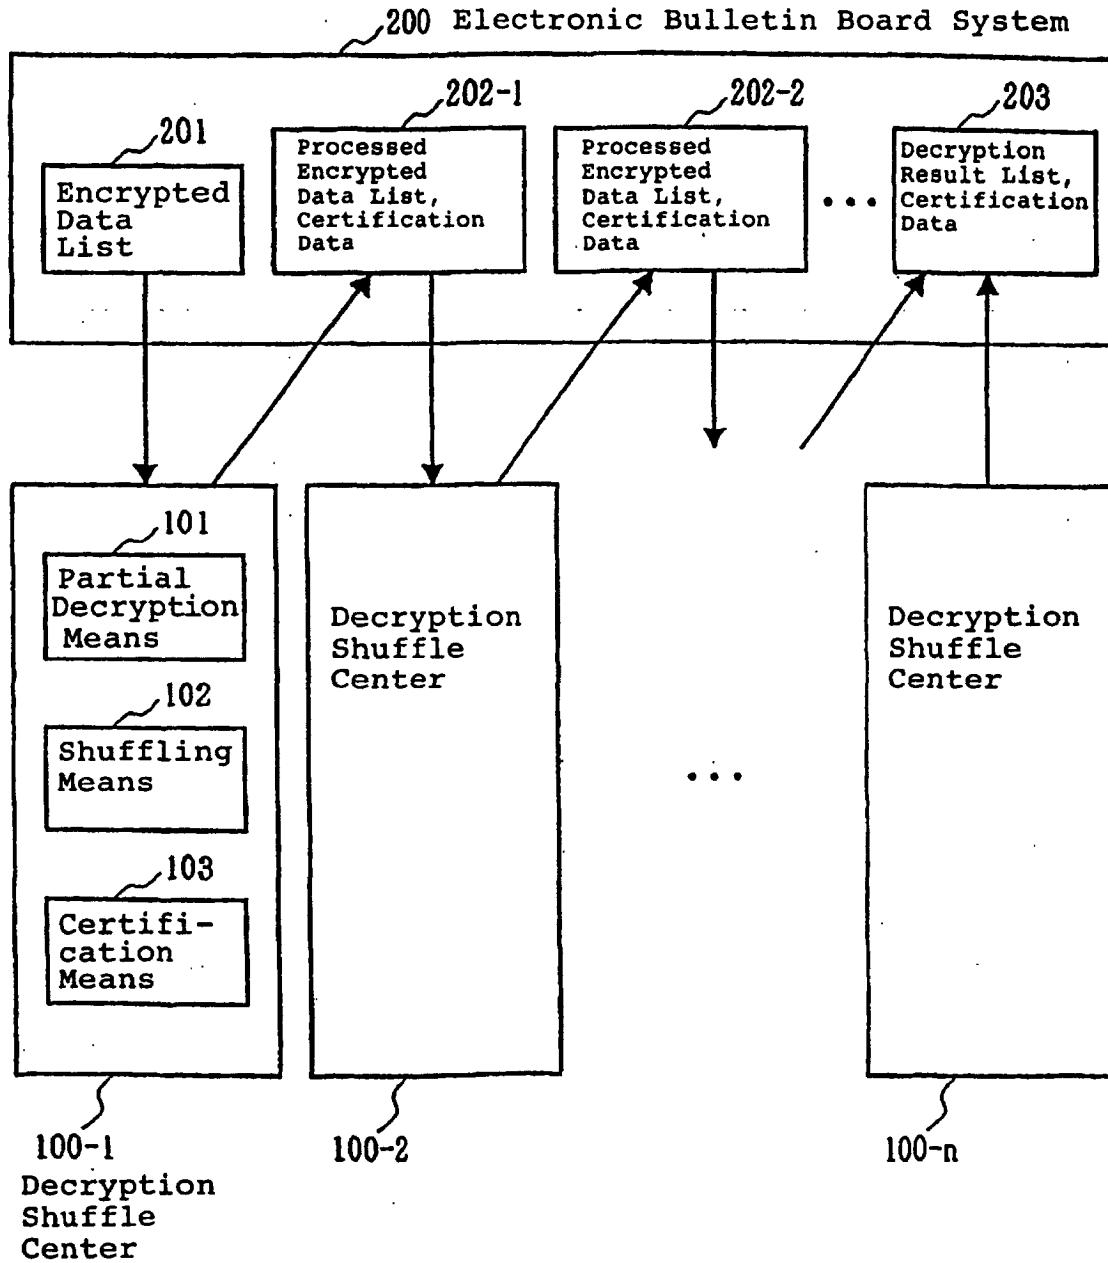 200 Electronic Bulletin Board System
201
Encrypted
Data
List
202-1
Processed
Encrypted
Data List,
Certification
Data
202-2
Processed
Encrypted
Data List,
Certification
Data
...
203
Decryption
Result List,
Certification
Data
101
Partial
Decryption
Means
102
Shuffling
Means
103
Certifi-
cation
Means
Decryption
Shuffle
Center
...
Decryption
Shuffle
Center
100-1
Decryption
Shuffle
Center
100-2
100-n